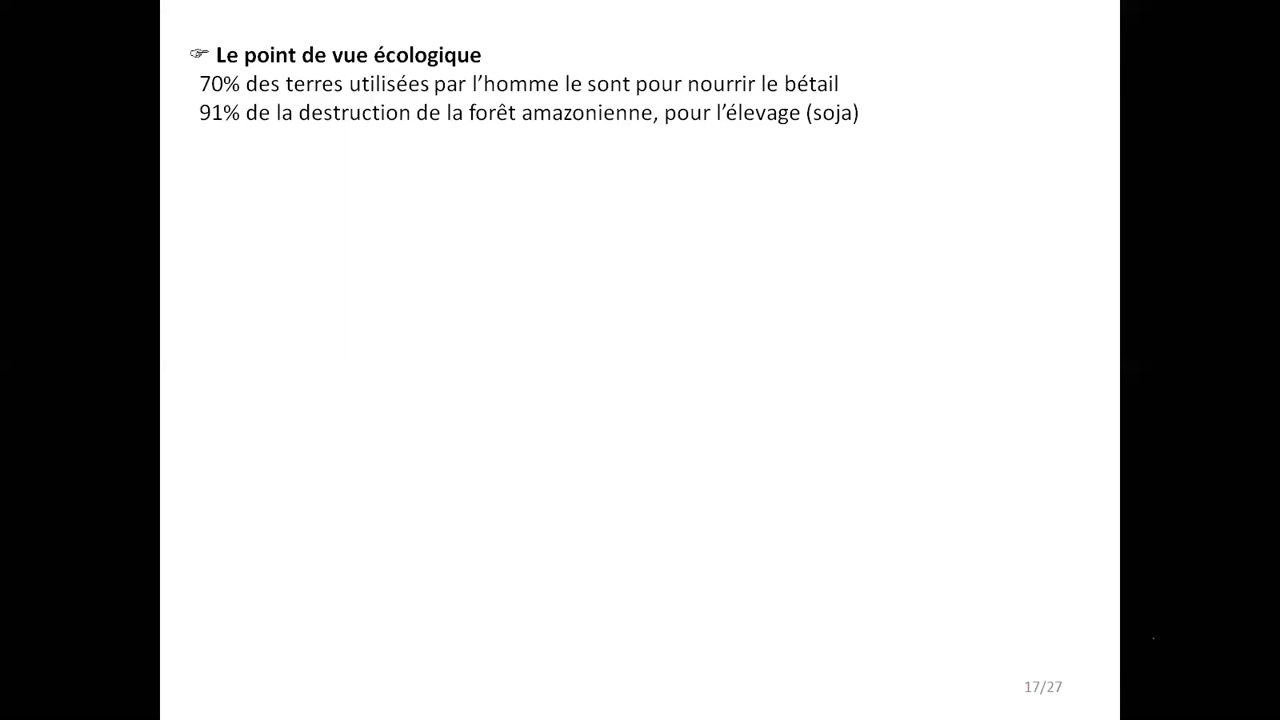 ☞ Le point de vue écologique
70% des terres utilisées par l’homme le sont pour nourrir le bétail
91% de la destruction de la forêt amazonienne, pour l’élevage (soja)
17/27